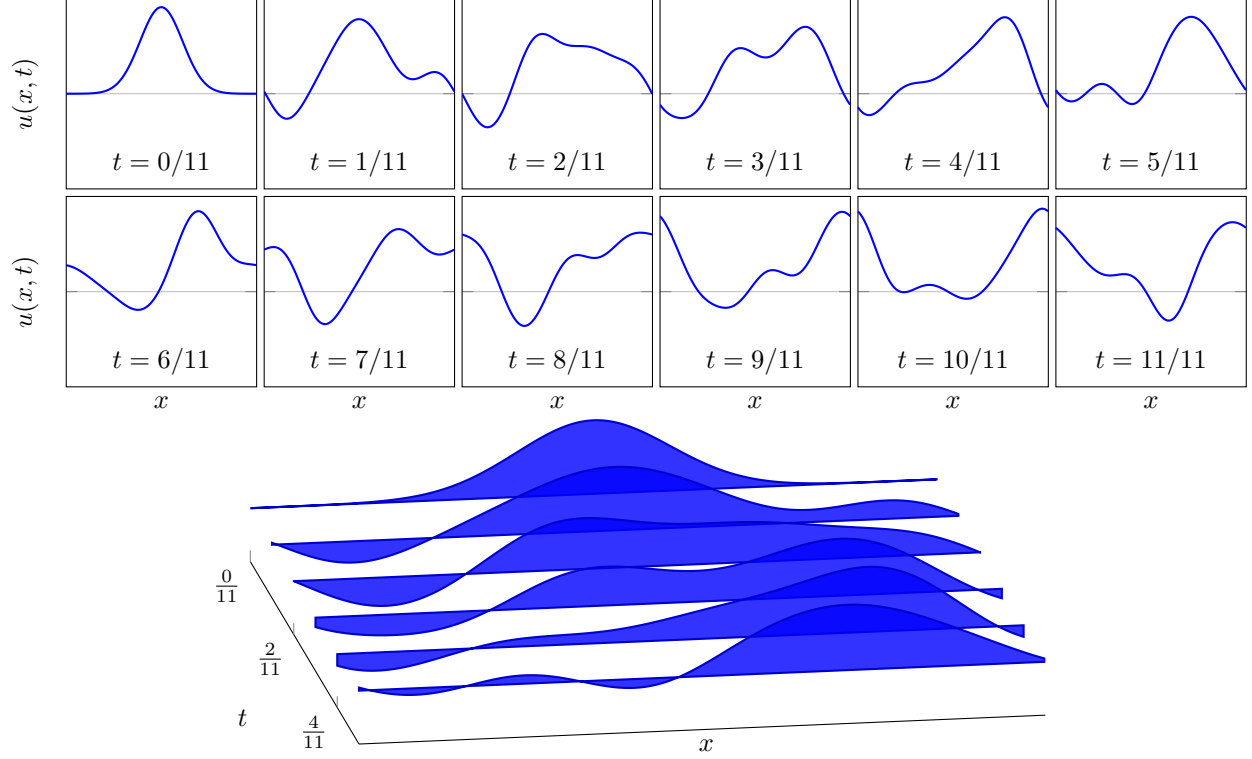 u(x, t)
t = 0/11
t = 1/11
t = 2/11
t = 3/11
t = 4/11
t = 5/11
u(x, t)
t = 6/11
t = 7/11
t = 8/11
t = 9/11
t = 10/11
t = 11/11
x
x
x
x
x
x
0/11
2/11
4/11
t
x